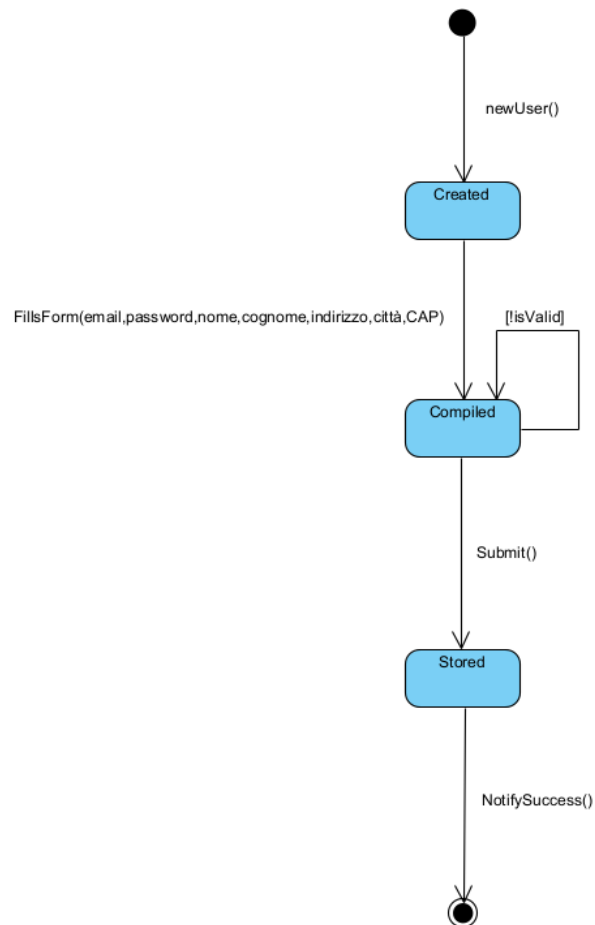 newUser()
Created
FillsForm(email,password,nome,cognome,indirizzo,città,CAP)
[!isValid]
Compiled
Submit()
Stored
NotifySuccess()